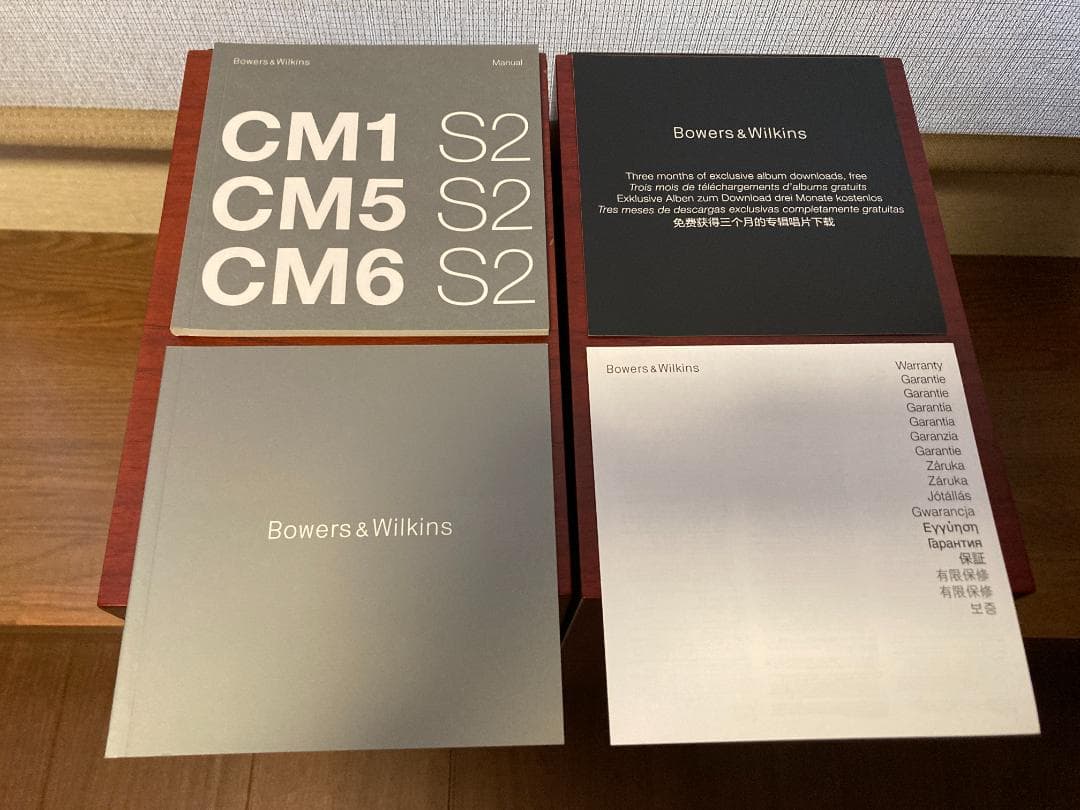 Bowers & Wilkins
Manual
CM1 S2
CM5 S2
CM6 S2
Bowers & Wilkins
Three months of exclusive album downloads, free
Trois mois de téléchargements d'albums gratuits
Exklusive Alben zum Download drei Monate kostenlos
Tres meses de descargas exclusivas completamente gratuitas
免费获得三个月的专辑唱片下载
Bowers & Wilkins
Bowers & Wilkins
Warranty
Garantie
Garantie
Garantía
Garantia
Garanzia
Garantie
Záruka
Záruka
Jótállás
Gwarancja
Εγγύηση
Гарантия
保証
有限保修
有限保修
보증